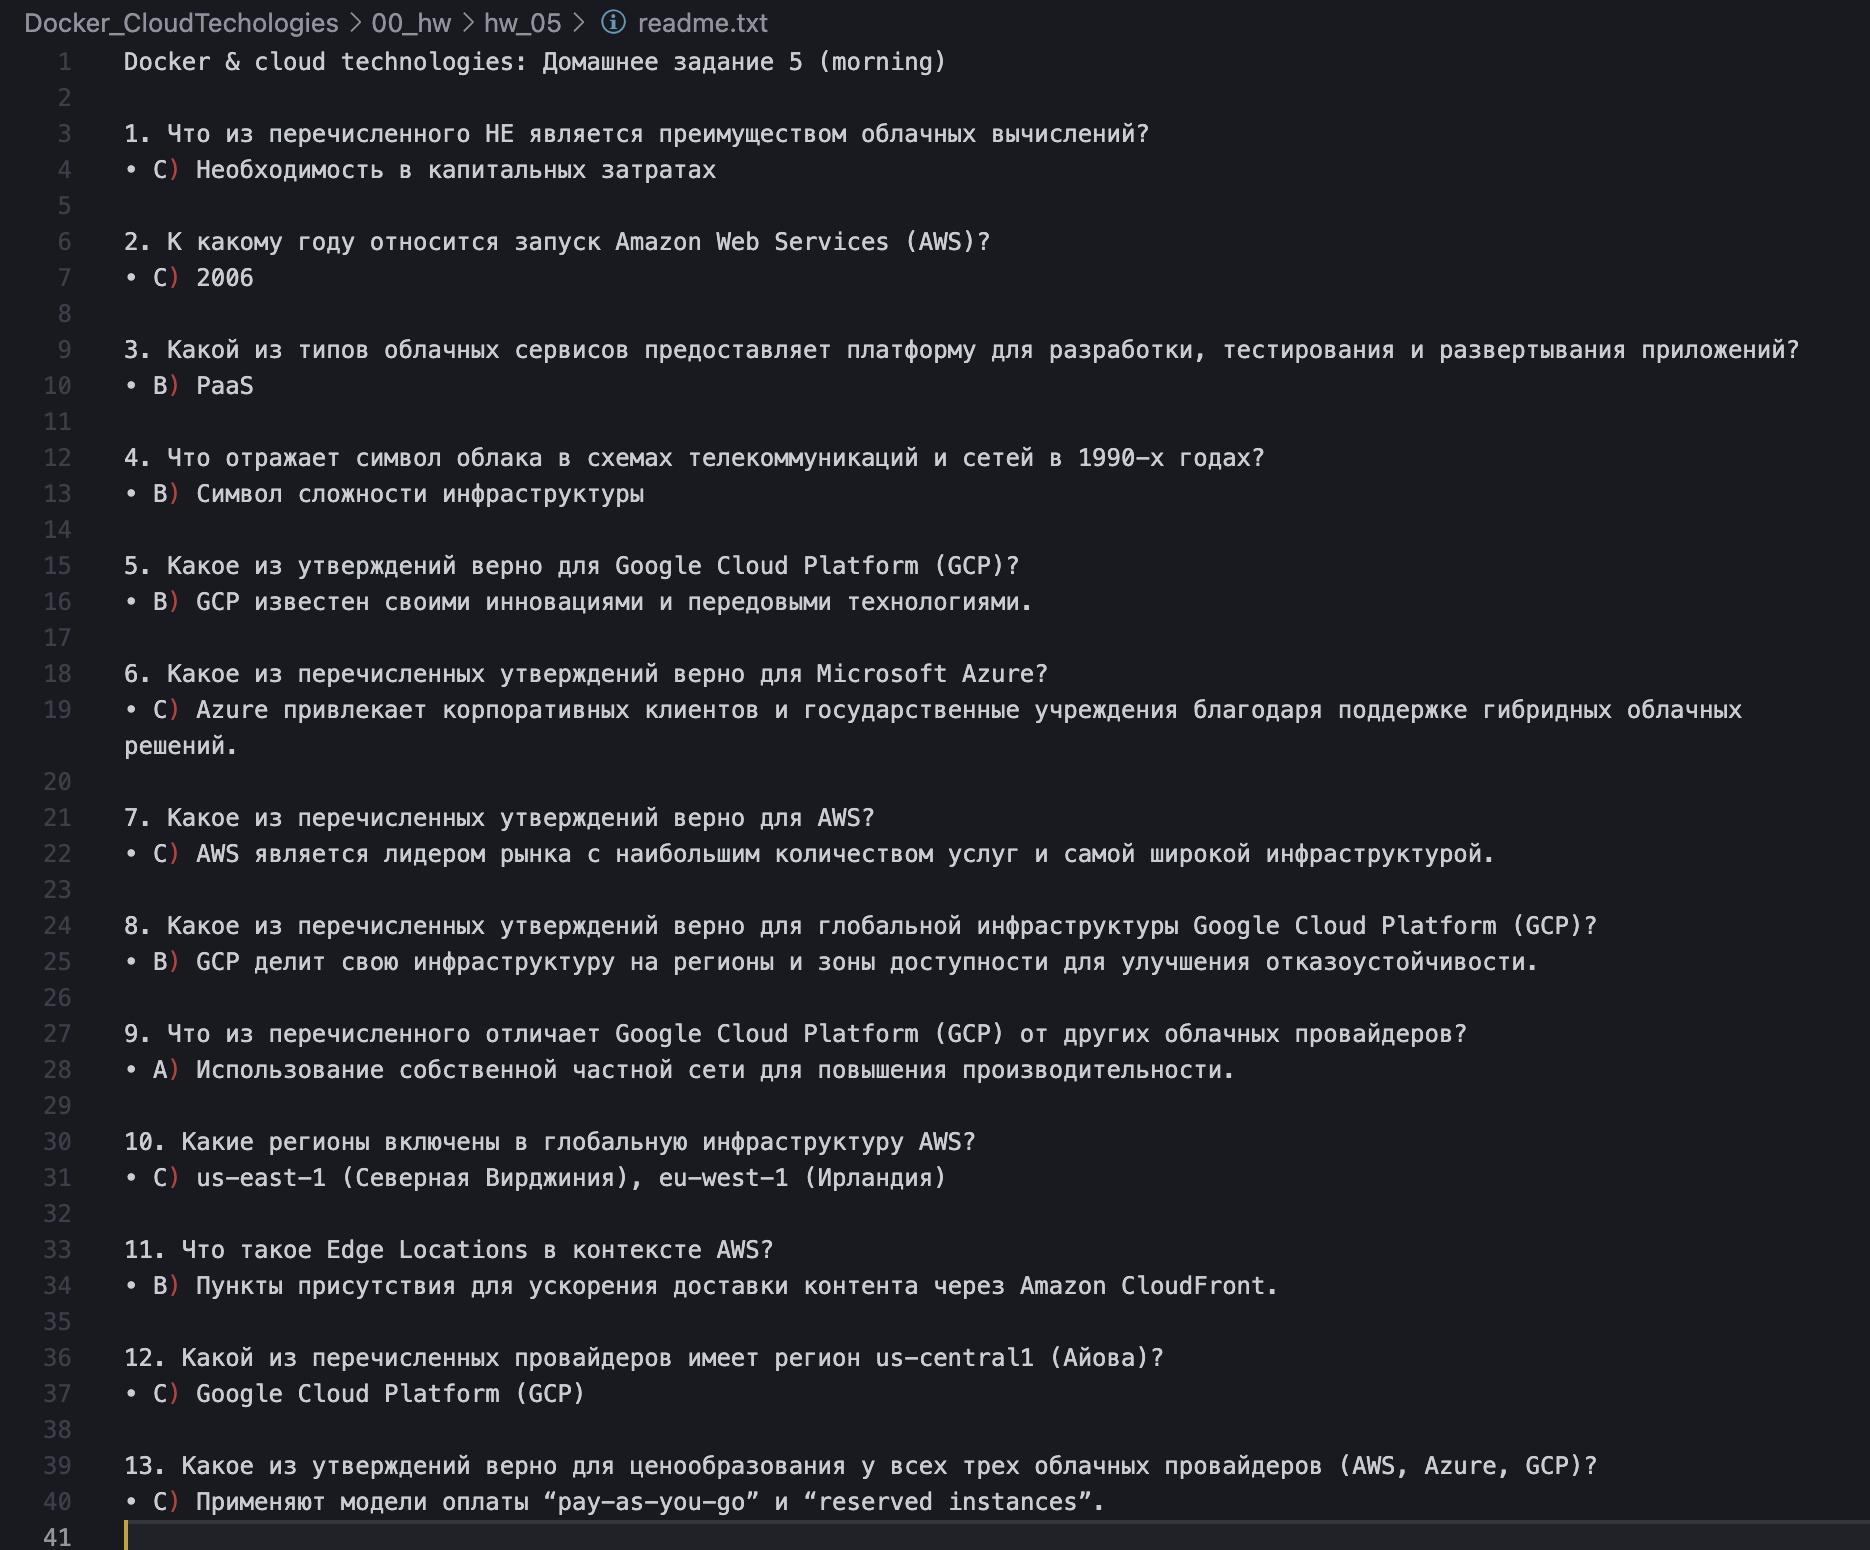 Docker_CloudTechologies > 00_hw > hw_05 > readme.txt
1 Docker & cloud technologies: Домашнее задание 5 (morning)
2
3 1. Что из перечисленного НЕ является преимуществом облачных вычислений?
4 • C) Необходимость в капитальных затратах
5
6 2. К какому году относится запуск Amazon Web Services (AWS)?
7 • C) 2006
8
9 3. Какой из типов облачных сервисов предоставляет платформу для разработки, тестирования и развертывания приложений?
10 • B) PaaS
11
12 4. Что отражает символ облака в схемах телекоммуникаций и сетей в 1990-х годах?
13 • B) Символ сложности инфраструктуры
14
15 5. Какое из утверждений верно для Google Cloud Platform (GCP)?
16 • B) GCP известен своими инновациями и передовыми технологиями.
17
18 6. Какое из перечисленных утверждений верно для Microsoft Azure?
19 • C) Azure привлекает корпоративных клиентов и государственные учреждения благодаря поддержке гибридных облачных
решений.
20
21 7. Какое из перечисленных утверждений верно для AWS?
22 • C) AWS является лидером рынка с наибольшим количеством услуг и самой широкой инфраструктурой.
23
24 8. Какое из перечисленных утверждений верно для глобальной инфраструктуры Google Cloud Platform (GCP)?
25 • B) GCP делит свою инфраструктуру на регионы и зоны доступности для улучшения отказоустойчивости.
26
27 9. Что из перечисленного отличает Google Cloud Platform (GCP) от других облачных провайдеров?
28 • A) Использование собственной частной сети для повышения производительности.
29
30 10. Какие регионы включены в глобальную инфраструктуру AWS?
31 • C) us-east-1 (Северная Вирджиния), eu-west-1 (Ирландия)
32
33 11. Что такое Edge Locations в контексте AWS?
34 • B) Пункты присутствия для ускорения доставки контента через Amazon CloudFront.
35
36 12. Какой из перечисленных провайдеров имеет регион us-central1 (Айова)?
37 • C) Google Cloud Platform (GCP)
38
39 13. Какое из утверждений верно для ценообразования у всех трех облачных провайдеров (AWS, Azure, GCP)?
40 • C) Применяют модели оплаты “pay-as-you-go” и “reserved instances”.
41